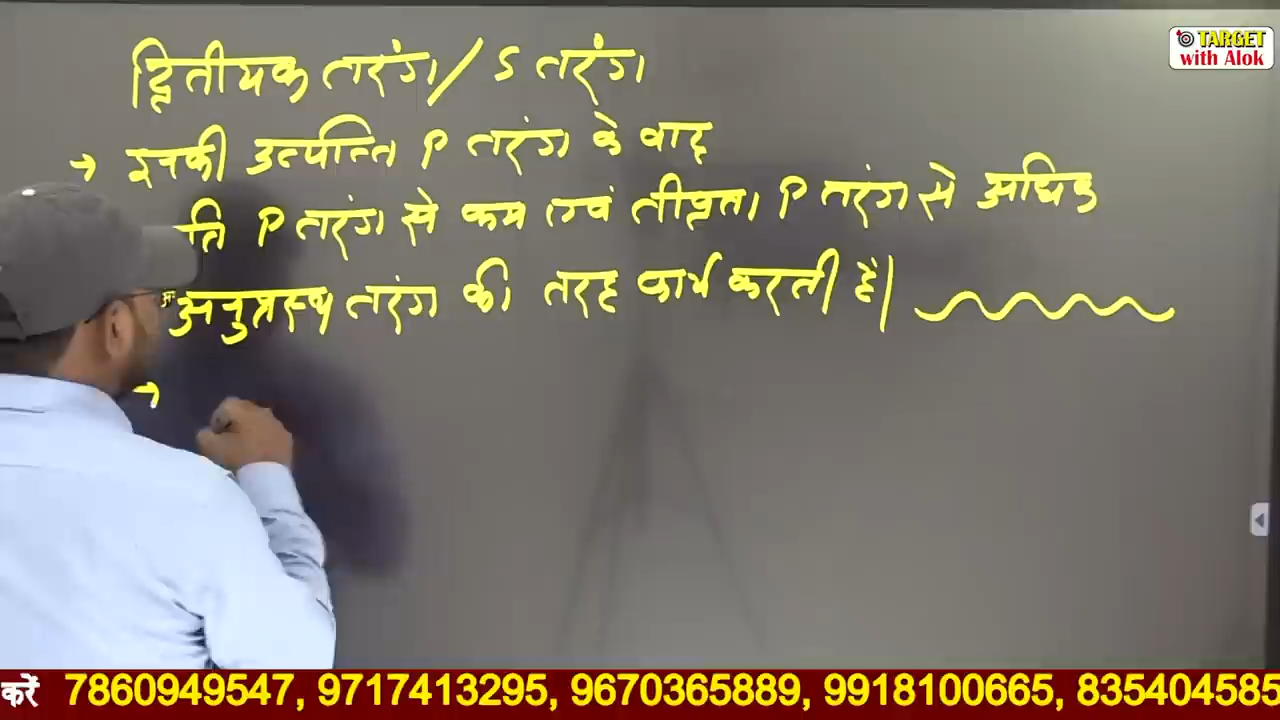 TARGET
with Alok
द्वितीयक तरंग/ S तरंग
→ इनकी उत्पत्ति P तरंग के बाद
ति P तरंग से कम एवं तीव्रता P तरंग से अधिक
अनुप्रस्थ तरंग की तरह कार्य करती है|
→
करें 7860949547, 9717413295, 9670365889, 9918100665, 835404585